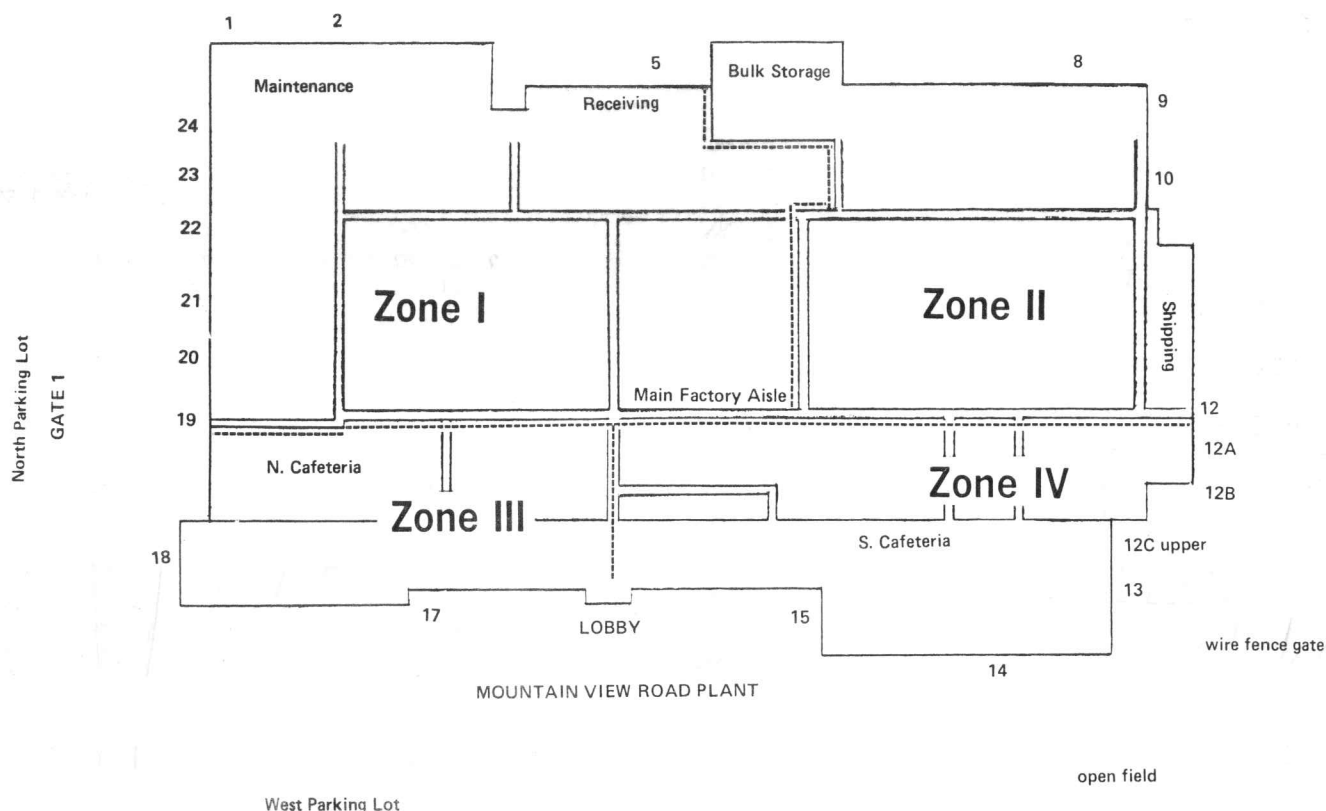 1
2
5
8
Bulk Storage
Maintenance
Receiving
9
24
23
10
22
Zone I
Zone II
21
Shipping
20
Main Factory Aisle
19
12
North Parking Lot
GATE 1
12A
N. Cafeteria
Zone IV
12B
Zone III
S. Cafeteria
12C upper
18
13
17
15
LOBBY
wire fence gate
14
MOUNTAIN VIEW ROAD PLANT
open field
West Parking Lot